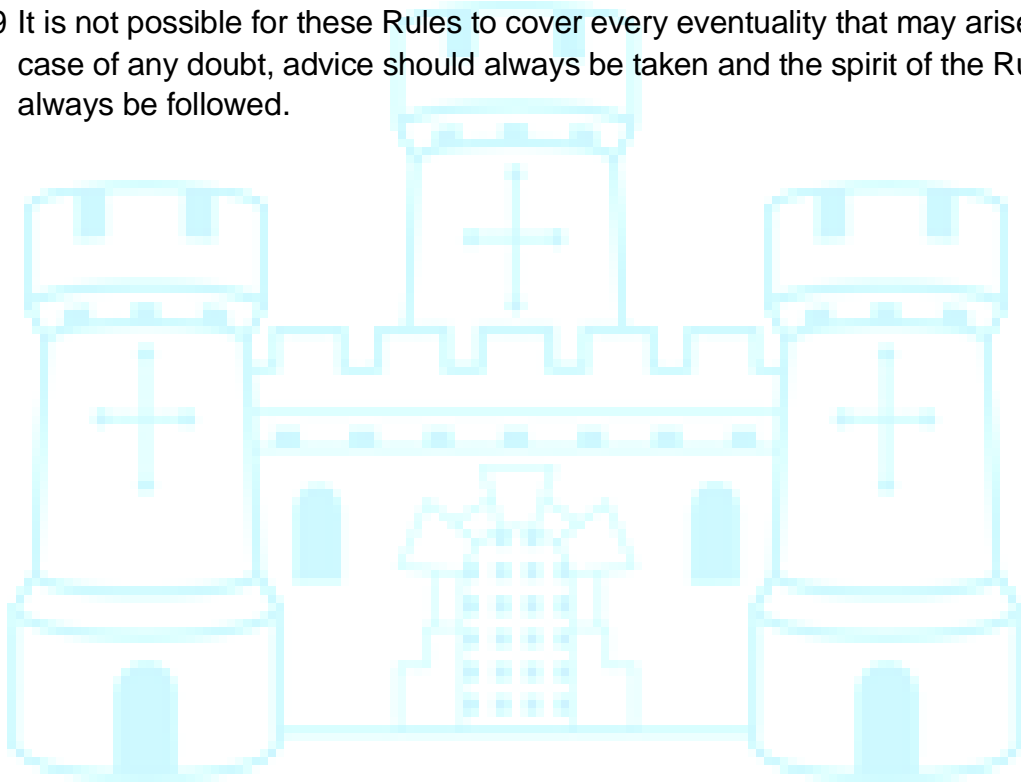 9 It is not possible for these Rules to cover every eventuality that may arise
case of any doubt, advice should always be taken and the spirit of the Ru
always be followed.